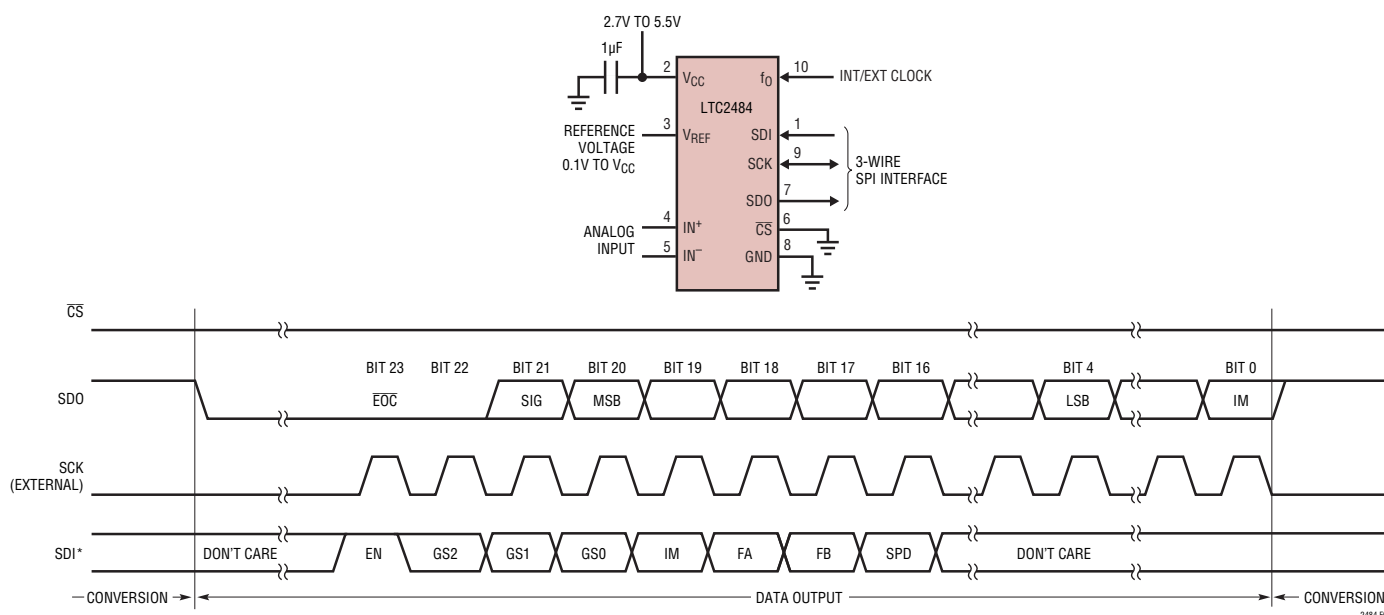 2.7V TO 5.5V
1µF
2 VCC
fO 10 INT/EXT CLOCK
LTC2484
REFERENCE
VOLTAGE
0.1V TO VCC
3 VREF
SDI 1
SCK 9
3-WIRE
SPI INTERFACE
SDO 7
ANALOG
INPUT
4 IN+
5 IN–
CS 6
GND 8
CS
BIT 23 BIT 22 BIT 21 BIT 20 BIT 19 BIT 18 BIT 17 BIT 16 BIT 4 BIT 0
SDO EOC SIG MSB LSB IM
SCK
(EXTERNAL)
SDI* DON'T CARE EN GS2 GS1 GS0 IM FA FB SPD DON'T CARE
CONVERSION DATA OUTPUT CONVERSION